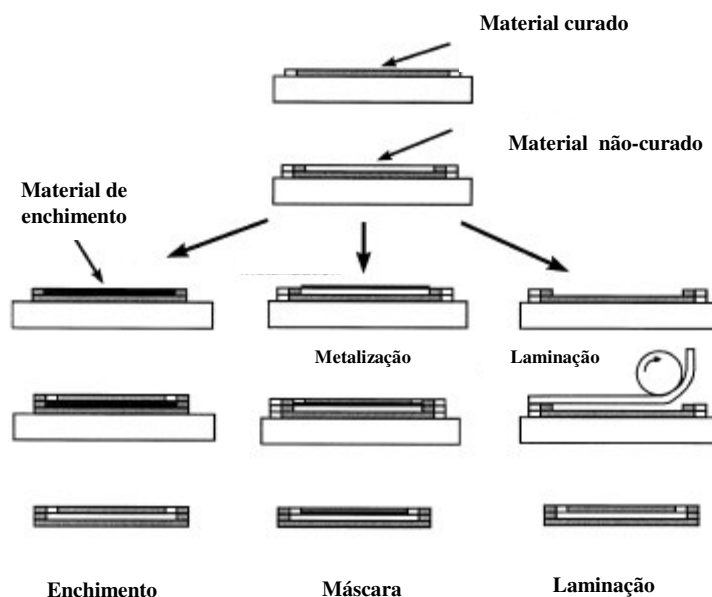 Material curado
Material não-curado
Material de
enchimento
Metalização
Laminação
Enchimento
Máscara
Laminação